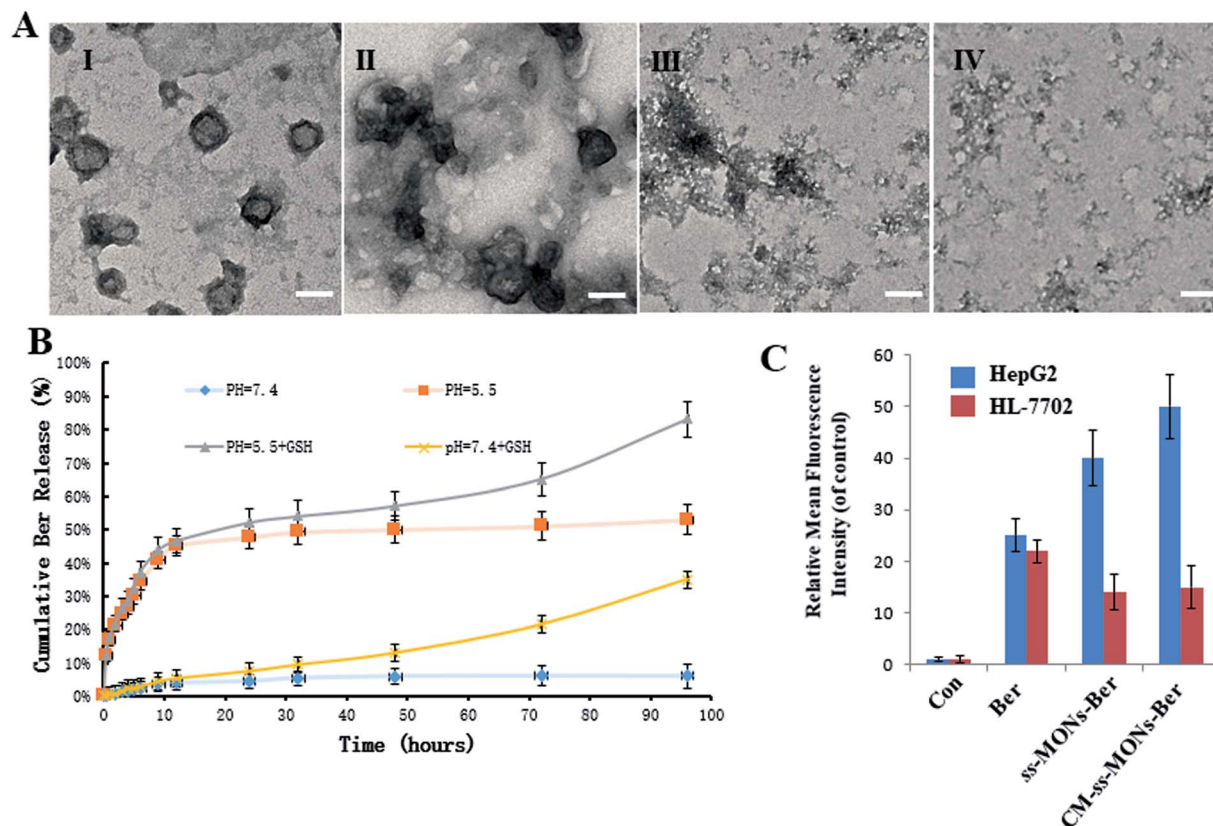 A
I
II
III
IV
B
100%
90%
80%
70%
60%
50%
40%
30%
20%
10%
0%
Cumulative Ber Release (%)
PH=7.4
PH=5.5
PH=5.5+GSH
pH=7.4+GSH
0
10
20
30
40
50
60
70
80
90
100
Time (hours)
C
Relative Mean Fluorescence
Intensity (of control)
60
50
40
30
20
10
0
HepG2
HL-7702
Con
Ber
ss-MONs-Ber
CM-ss-MONs-Ber